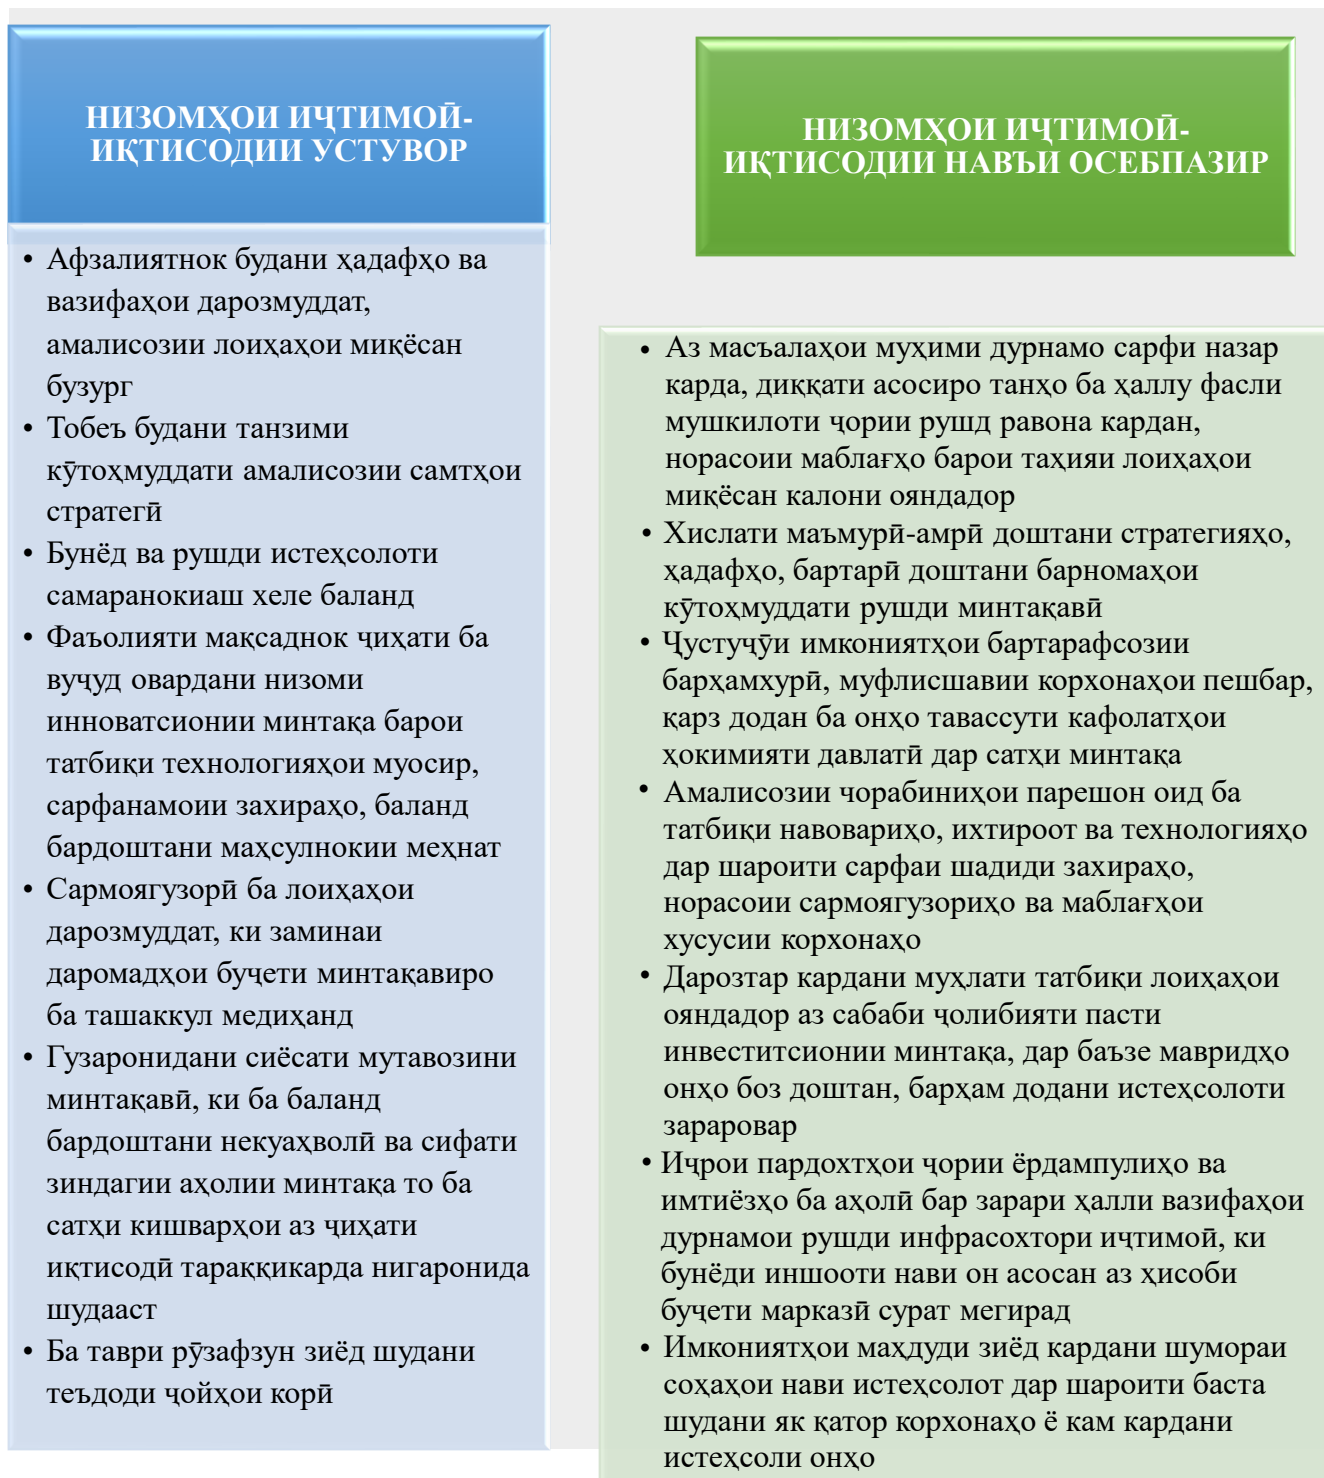 НИЗОМҲОИ ИҶТИМОӢ-
ИҚТИСОДИИ УСТУВОР
• Афзалиятнок будани ҳадафҳо ва
вазифаҳои дарозмуддат,
амалисозии лоиҳаҳои миқёсан
бузург
• Тобеъ будани танзими
кӯтоҳмуддати амалисозии самтҳои
стратегӣ
• Бунёд ва рушди истеҳсолоти
самаранокиаш хеле баланд
• Фаъолияти мақсаднок ҷиҳати ба
вуҷуд овардани низоми
инноватсионии минтақа барои
татбиқи технологияҳои муосир,
сарфанамоии захираҳо, баланд
бардоштани маҳсулнокии меҳнат
• Сармоягузорӣ ба лоиҳаҳои
дарозмуддат, ки заминаи
даромадҳои буҷети минтақавиро
ба ташаккул медиҳанд
• Гузаронидани сиёсати мутавозини
минтақавӣ, ки ба баланд
бардоштани некуаҳволӣ ва сифати
зиндагии аҳолии минтақа то ба
сатҳи кишварҳои аз ҷиҳати
иқтисодӣ тараққикарда нигаронида
шудааст
• Ба таври рӯзафзун зиёд шудани
теъдоди ҷойҳои корӣ
НИЗОМҲОИ ИҶТИМОӢ-
ИҚТИСОДИИ НАВЪИ ОСЕБПАЗИР
• Аз масъалаҳои муҳими дурнамо сарфи назар
карда, диққати асосиро танҳо ба ҳаллу фасли
мушкилоти ҷории рушд равона кардан,
норасоии маблағҳо барои таҳияи лоиҳаҳои
миқёсан калони ояндадор
• Хислати маъмурӣ-амрӣ доштани стратегияҳо,
ҳадафҳо, бартарӣ доштани барномаҳои
кӯтоҳмуддати рушди минтақавӣ
• Ҷустуҷӯи имкониятҳои бартарафсозии
барҳамхурӣ, муфлисшавии корхонаҳои пешбар,
қарз додан ба онҳо тавассути кафолатҳои
ҳокимияти давлатӣ дар сатҳи минтақа
• Амалисозии чорабиниҳои парешон оид ба
татбиқи навовариҳо, ихтироот ва технологияҳо
дар шароити сарфаи шадиди захираҳо,
норасоии сармоягузориҳо ва маблағҳои
хусусии корхонаҳо
• Дарозтар кардани муҳлати татбиқи лоиҳаҳои
ояндадор аз сабаби ҷолибияти пасти
инвеститсионии минтақа, дар баъзе мавридҳо
онҳо боз доштан, барҳам додани истеҳсолоти
зараровар
• Иҷрои пардохтҳои ҷории ёрдампулиҳо ва
имтиёзҳо ба аҳолӣ бар зарари ҳалли вазифаҳои
дурнамои рушди инфрасохтори иҷтимоӣ, ки
бунёди иншооти нави он асосан аз ҳисоби
буҷети марказӣ сурат мегирад
• Имкониятҳои маҳдуди зиёд кардани шумораи
соҳаҳои нави истеҳсолот дар шароити баста
шудани як қатор корхонаҳо ё кам кардани
истеҳсоли онҳо